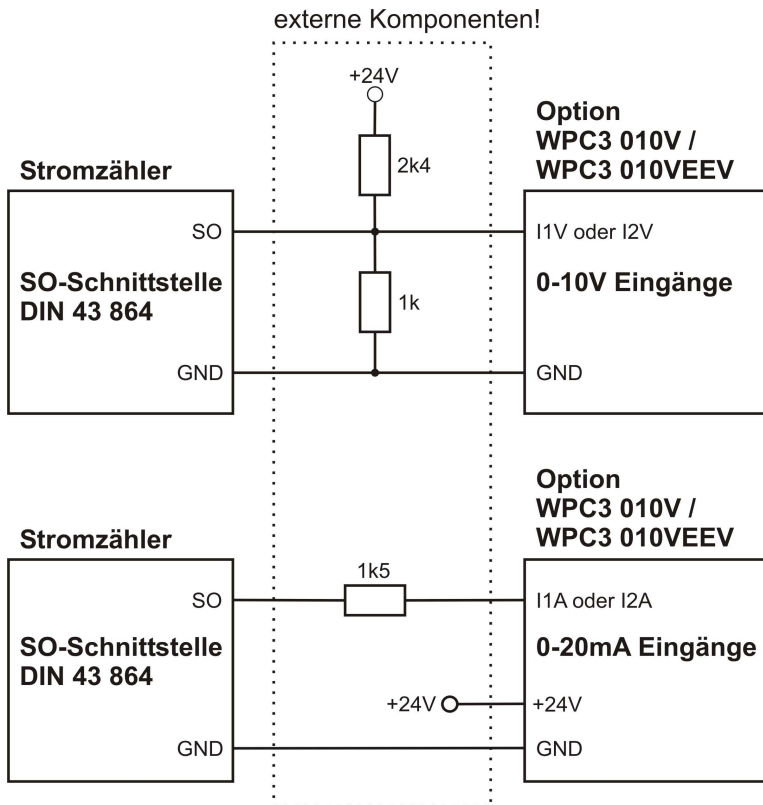 externe Komponenten!
+24V
2k4
1k
Stromzähler
SO
SO-Schnittstelle
DIN 43 864
GND
Option
WPC3 010V /
WPC3 010VEEV
I1V oder I2V
0-10V Eingänge
GND
Stromzähler
SO
SO-Schnittstelle
DIN 43 864
GND
1k5
+24V
Option
WPC3 010V /
WPC3 010VEEV
I1A oder I2A
0-20mA Eingänge
+24V
GND